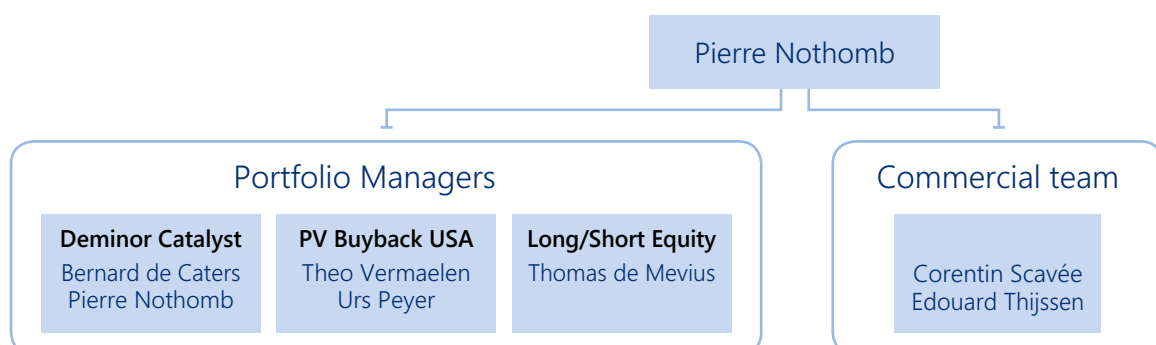 Pierre Nothomb
Portfolio Managers
Deminor Catalyst
Bernard de Caters
Pierre Nothomb
PV Buyback USA
Theo Vermaelen
Urs Peyer
Long/Short Equity
Thomas de Mevius
Commercial team
Corentin Scavée
Edouard Thijssen